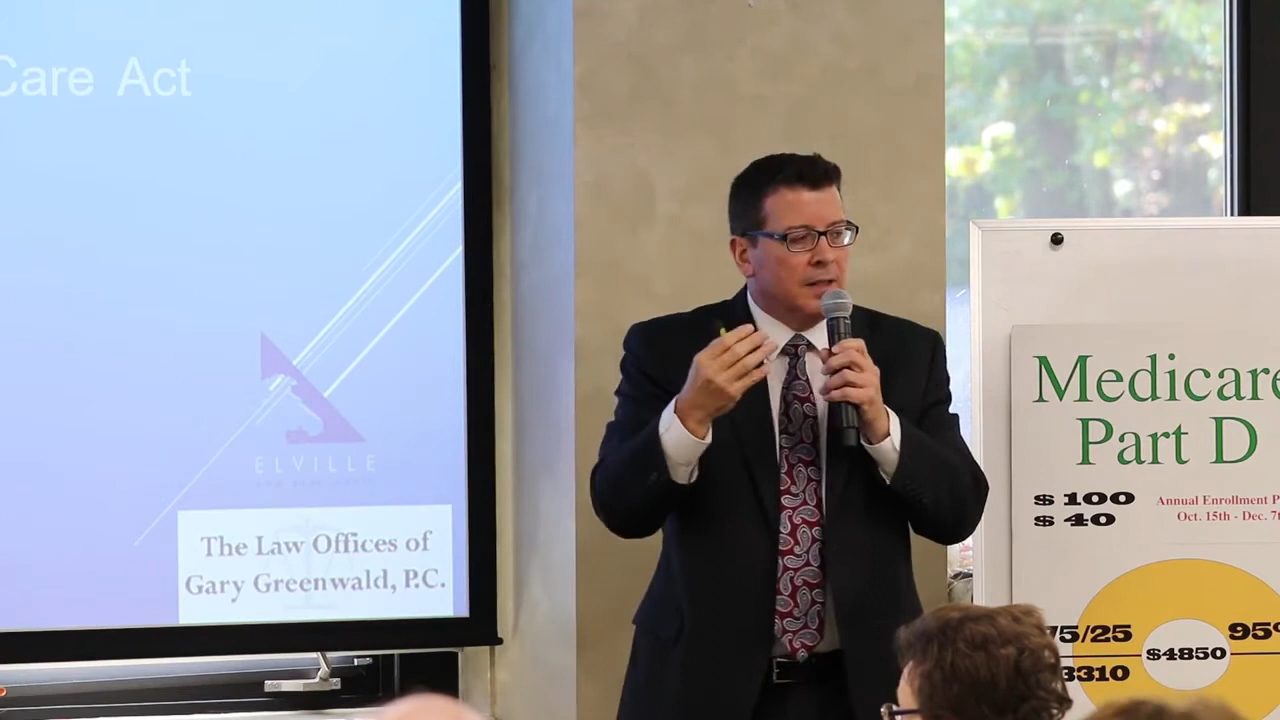 Care Act
ELVILLE
The Law Offices of
Gary Greenwald, P.C.
Medicare
Part D
$ 100
$ 40
Annual Enrollment P
Oct. 15th - Dec. 7t
75/25
95%
$4850
3310